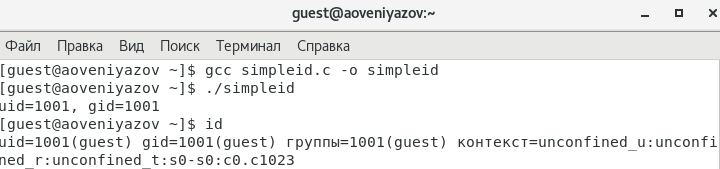 guest@aoveniyazov:~
Файл Правка Вид Поиск Терминал Справка
[guest@aoveniyazov ~]$ gcc simpleid.c -o simpleid
[guest@aoveniyazov ~]$ ./simpleid
uid=1001, gid=1001
[guest@aoveniyazov ~]$ id
uid=1001(guest) gid=1001(guest) группы=1001(guest) контекст=unconfined_u:unconfi
ned_r:unconfined_t:s0-s0:c0.c1023